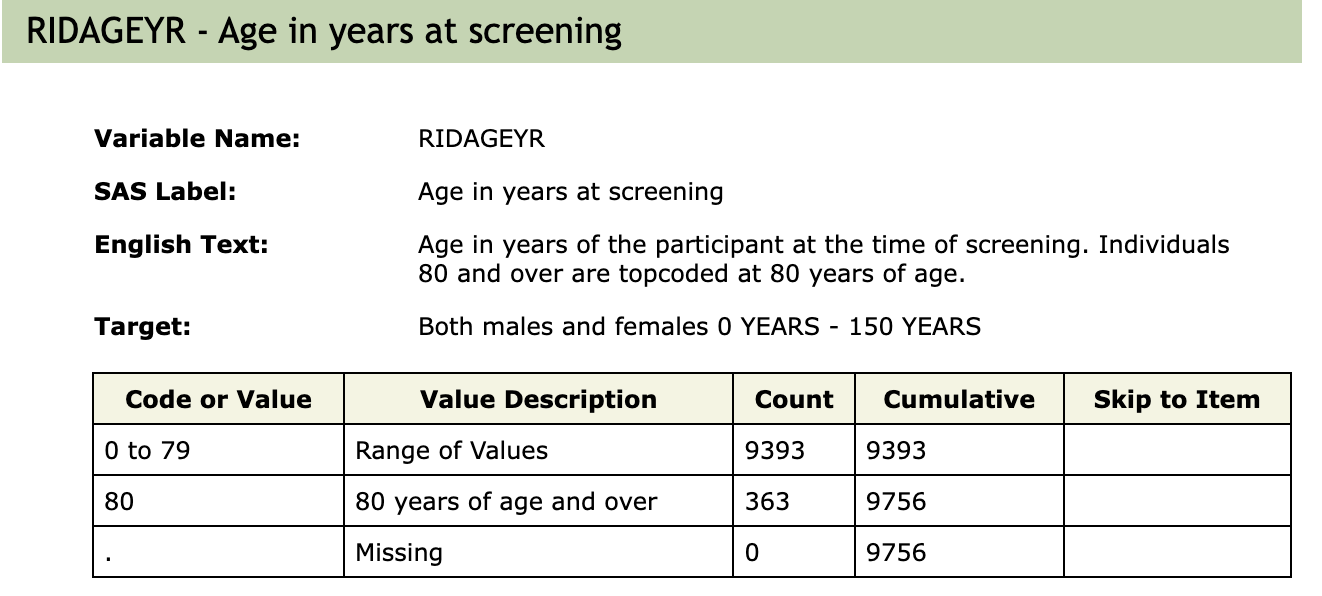 RIDAGEYR - Age in years at screening
Variable Name: RIDAGEYR
SAS Label: Age in years at screening
English Text: Age in years of the participant at the time of screening. Individuals
80 and over are topcoded at 80 years of age.
Target: Both males and females 0 YEARS - 150 YEARS
Code or Value Value Description Count Cumulative Skip to Item
0 to 79 Range of Values 9393 9393
80 80 years of age and over 363 9756
. Missing 0 9756